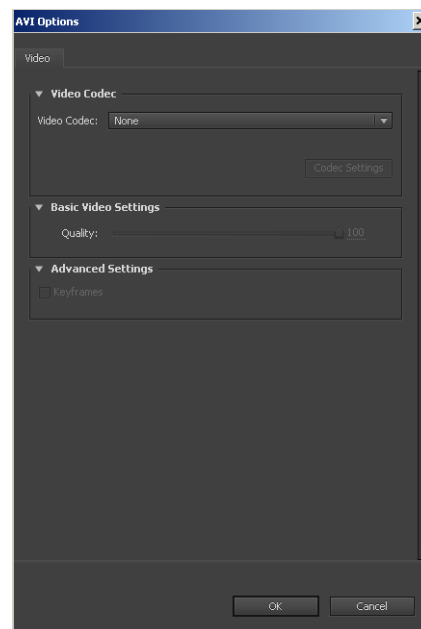 AVI Options
Video
Video Codec
Video Codec: None
Codec Settings
Basic Video Settings
Quality: 100
Advanced Settings
Keyframes
OK Cancel